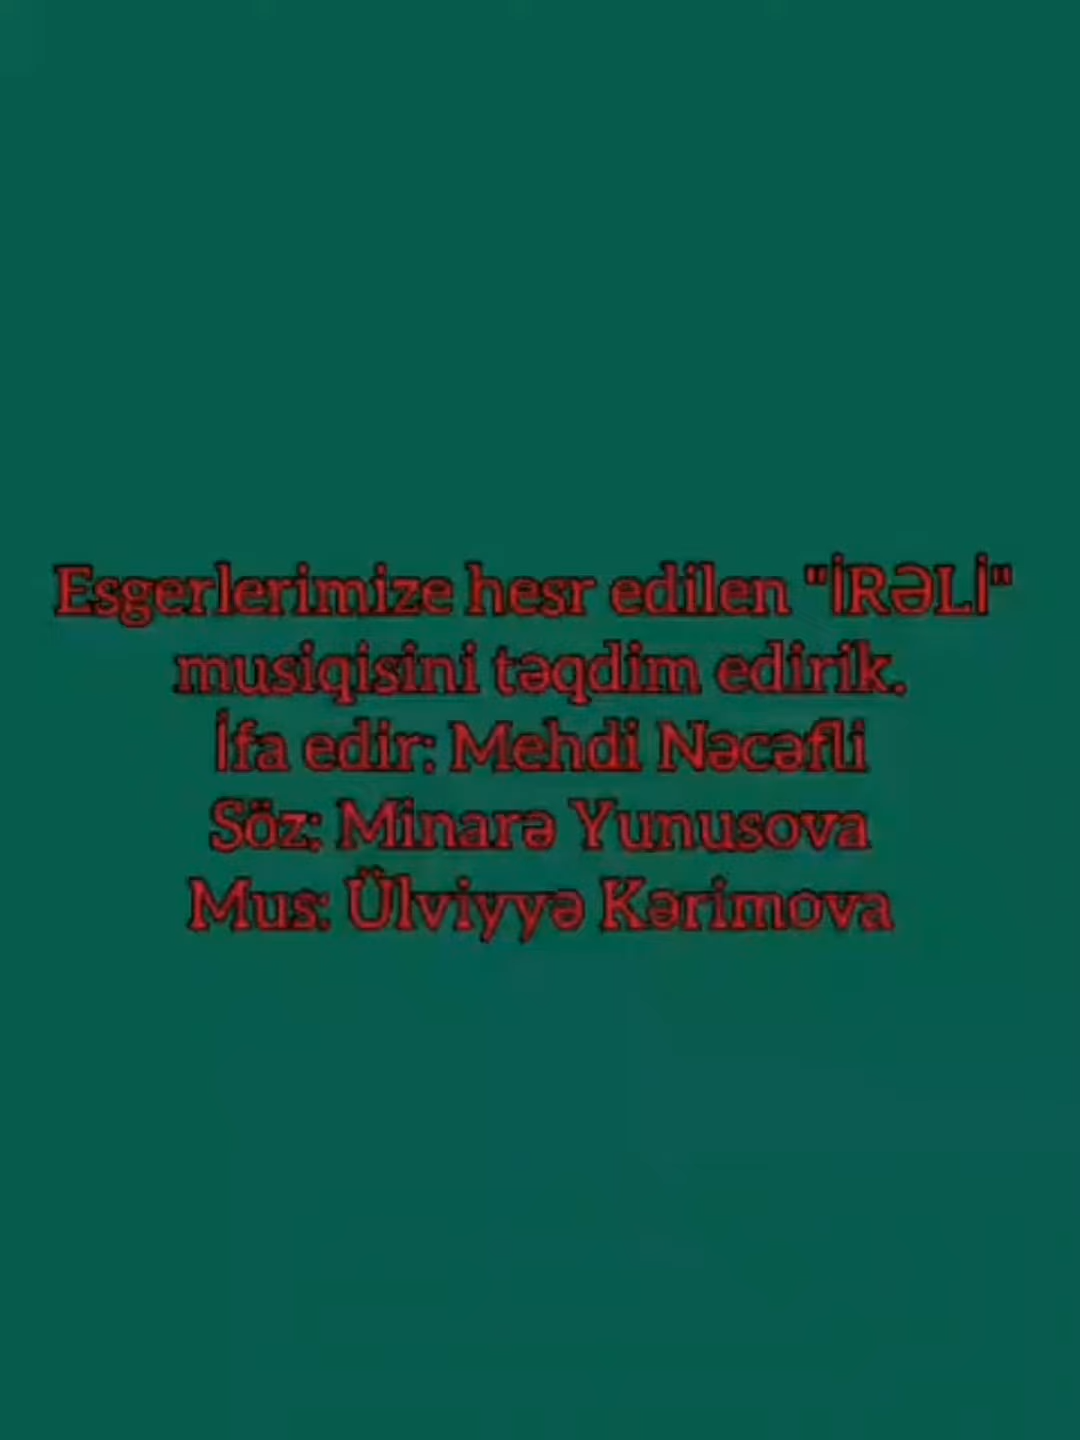 Esgerlerimize hesr edilen "İRƏLİ"
musiqisini təqdim edirik.
İfa edir: Mehdi Nəcəfli
Söz: Minarə Yunusova
Mus: Ülviyyə Kərimova